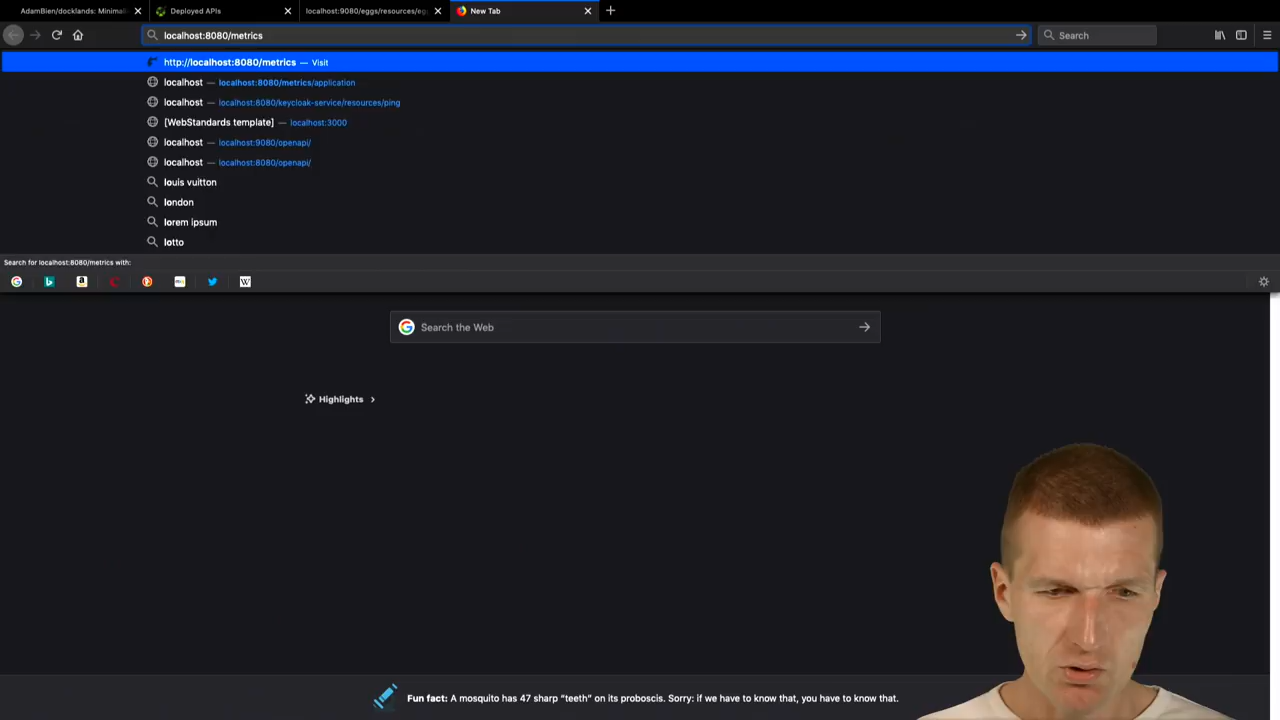 AdamBien/docklands: Minimali
Deployed APIs
localhost:9080/eggs/resources/eg
New Tab
localhost:8080/metrics
Search
http://localhost:8080/metrics — Visit
localhost — localhost:8080/metrics/application
localhost — localhost:8080/keycloak-service/resources/ping
[WebStandards template] — localhost:3000
localhost — localhost:9080/openapi/
localhost — localhost:8080/openapi/
louis vuitton
london
lorem ipsum
lotto
Search for localhost:8080/metrics with:
Search the Web
Highlights
Fun fact: A mosquito has 47 sharp “teeth” on its proboscis. Sorry: if we have to know that, you have to know that.